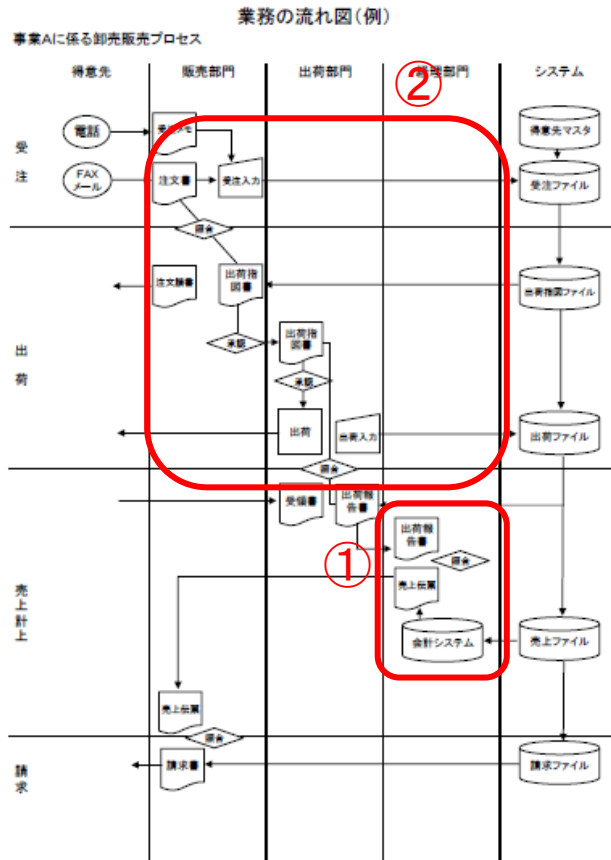 業務の流れ図(例)
事業Aに係る卸売販売プロセス
得意先 販売部門 出荷部門 経理部門 システム
②
受注
電話
受注メモ
得意先マスタ
FAX
メール
注文書
受注入力
受注ファイル
照合
出荷
注文請書
出荷指
図書
出荷指図ファイル
承認
出荷指
図書
承認
出荷
出荷入力
出荷ファイル
照合
売上計上
受領書
出荷報
告書
①
出荷報
告書
照合
売上伝票
会計システム
売上ファイル
売上伝票
照合
請求
請求書
請求ファイル